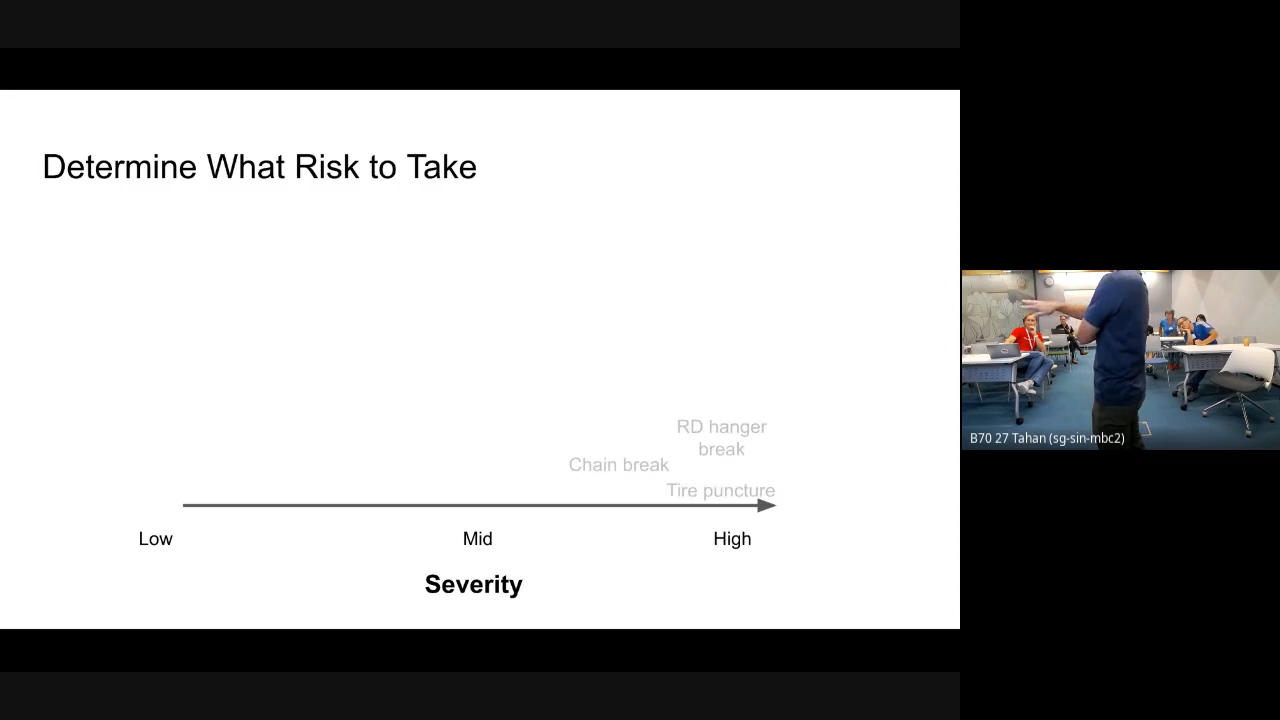 Determine What Risk to Take
RD hanger
break
Chain break
Tire puncture
Low
Mid
High
Severity
B70 27 Tahan (sg-sin-mbc2)